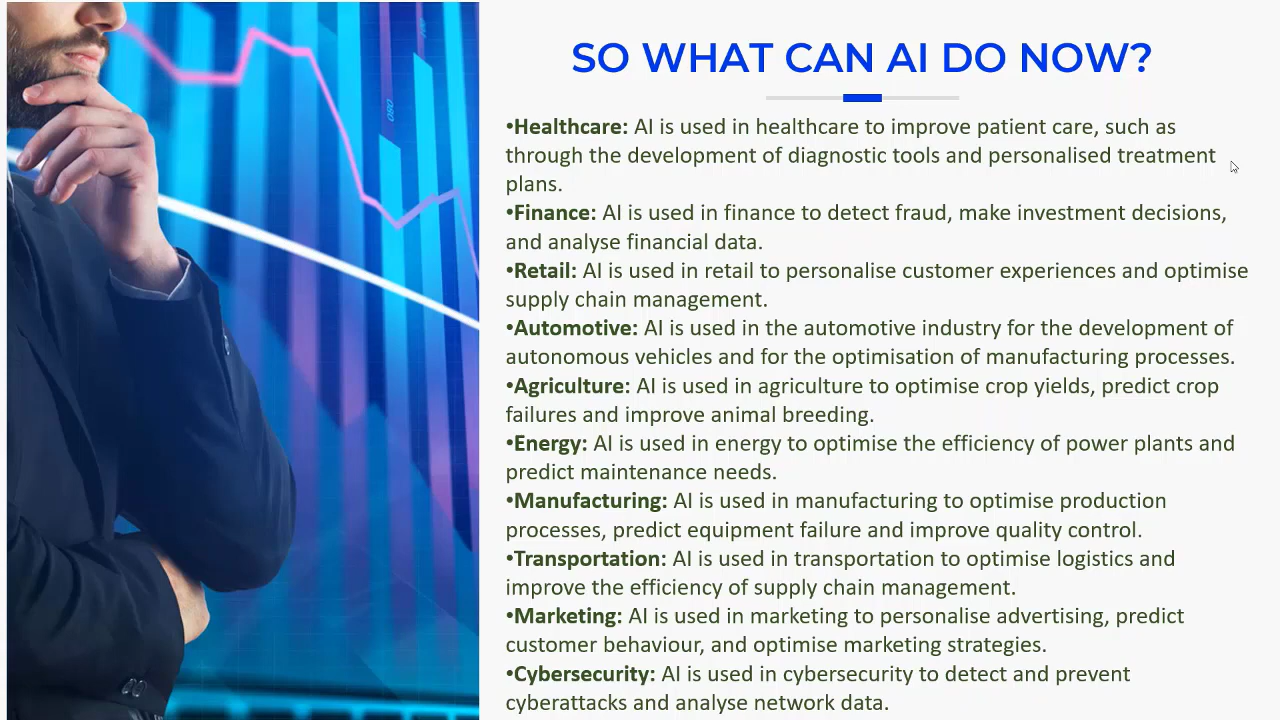 SO WHAT CAN AI DO NOW?
•Healthcare: AI is used in healthcare to improve patient care, such as
through the development of diagnostic tools and personalised treatment
plans.
•Finance: AI is used in finance to detect fraud, make investment decisions,
and analyse financial data.
•Retail: AI is used in retail to personalise customer experiences and optimise
supply chain management.
•Automotive: AI is used in the automotive industry for the development of
autonomous vehicles and for the optimisation of manufacturing processes.
•Agriculture: AI is used in agriculture to optimise crop yields, predict crop
failures and improve animal breeding.
•Energy: AI is used in energy to optimise the efficiency of power plants and
predict maintenance needs.
•Manufacturing: AI is used in manufacturing to optimise production
processes, predict equipment failure and improve quality control.
•Transportation: AI is used in transportation to optimise logistics and
improve the efficiency of supply chain management.
•Marketing: AI is used in marketing to personalise advertising, predict
customer behaviour, and optimise marketing strategies.
•Cybersecurity: AI is used in cybersecurity to detect and prevent
cyberattacks and analyse network data.